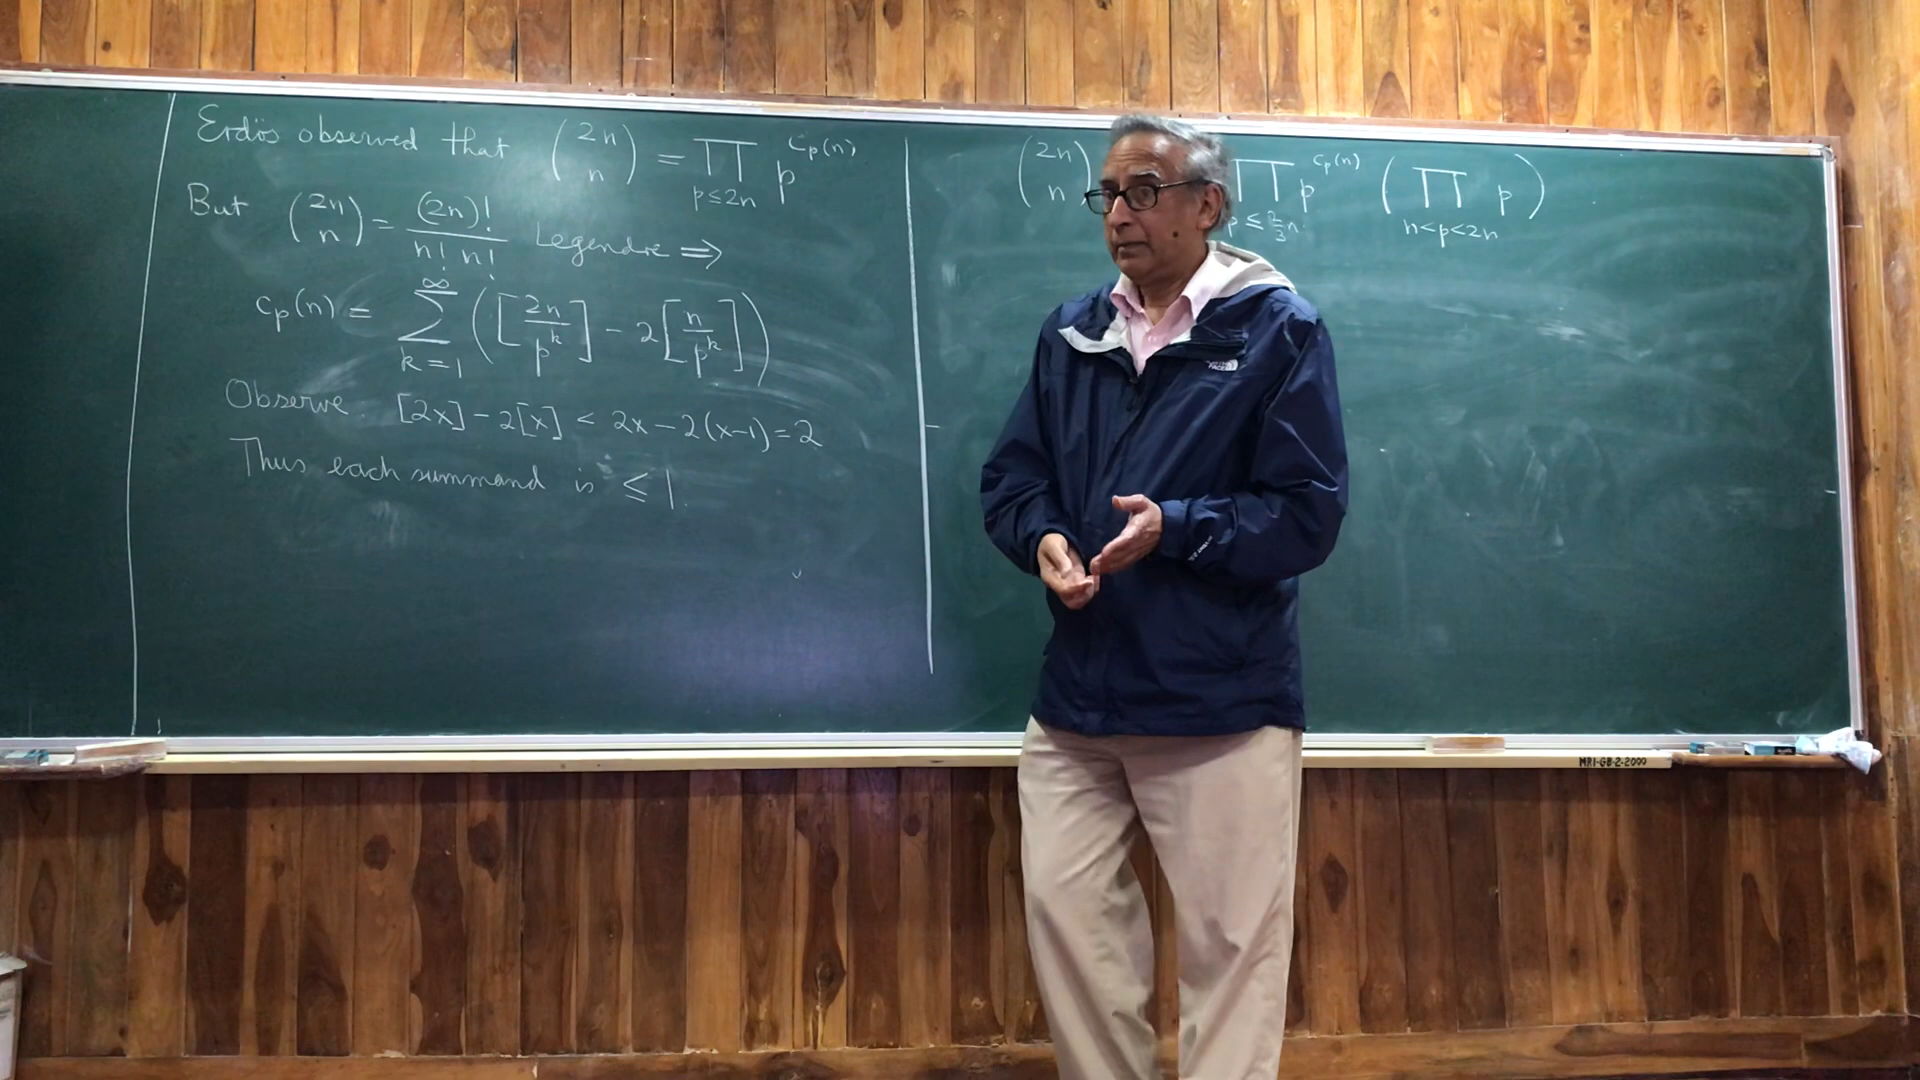 Erdös observed that (2n n) = ∏_{p≤2n} p^{c_p(n)}
But (2n n) = (2n)! / n! n! Legendre ⇒
c_p(n) = ∑_{k=1}^{∞} ([2n/p^k] - 2[n/p^k])
Observe. [2x] - 2[x] < 2x - 2(x-1) = 2
Thus each summand is ≤ 1.
(2n n) ∏_{p≤2/3 n} p^{c_p(n)} (∏_{n<p<2n} p).
THE NORTH FACE
MRI-GB-2-2000